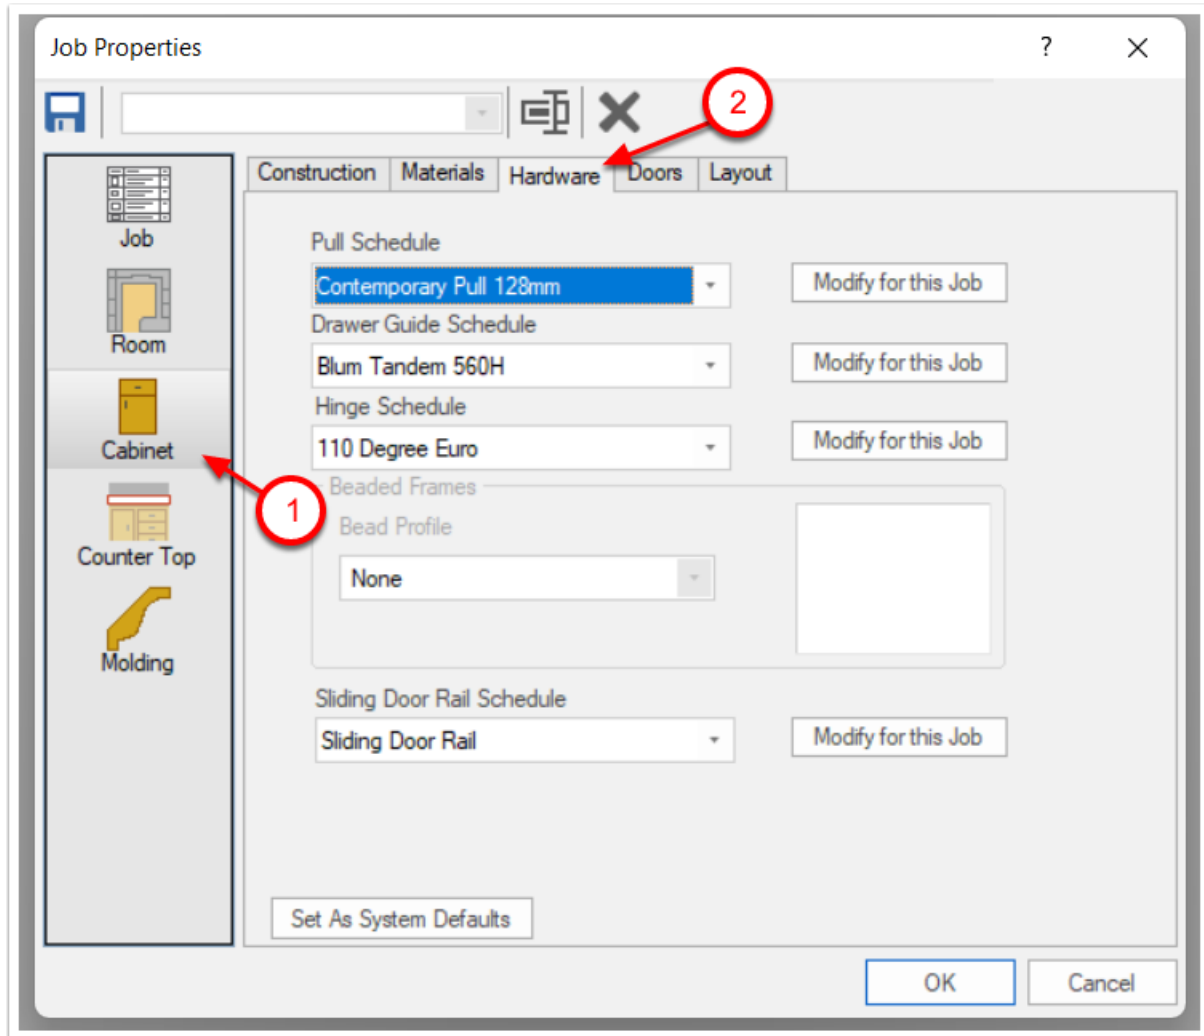 Job Properties
?
2
Construction Materials Hardware Doors Layout
Job
Room
Cabinet
1
Counter Top
Molding
Pull Schedule
Contemporary Pull 128mm
Modify for this Job
Drawer Guide Schedule
Blum Tandem 560H
Modify for this Job
Hinge Schedule
110 Degree Euro
Modify for this Job
Beaded Frames
Bead Profile
None
Sliding Door Rail Schedule
Sliding Door Rail
Modify for this Job
Set As System Defaults
OK
Cancel